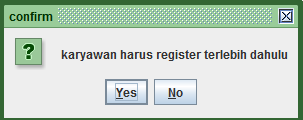 confirm
? karyawan harus register terlebih dahulu
Yes No